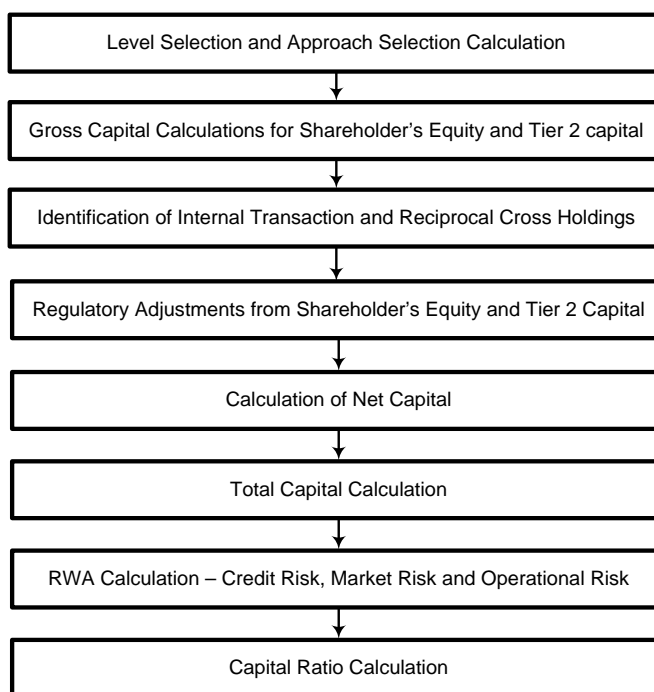 Level Selection and Approach Selection Calculation
Gross Capital Calculations for Shareholder’s Equity and Tier 2 capital
Identification of Internal Transaction and Reciprocal Cross Holdings
Regulatory Adjustments from Shareholder’s Equity and Tier 2 Capital
Calculation of Net Capital
Total Capital Calculation
RWA Calculation – Credit Risk, Market Risk and Operational Risk
Capital Ratio Calculation